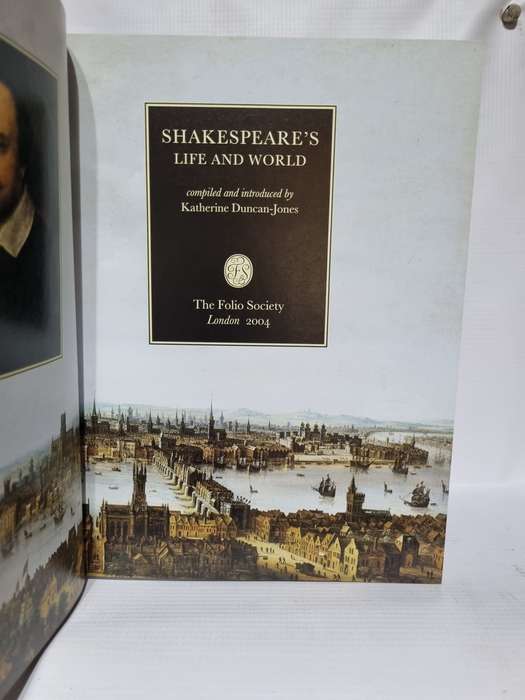 SHAKESPEARE'S
LIFE AND WORLD
compiled and introduced by
Katherine Duncan-Jones
FS
The Folio Society
London 2004